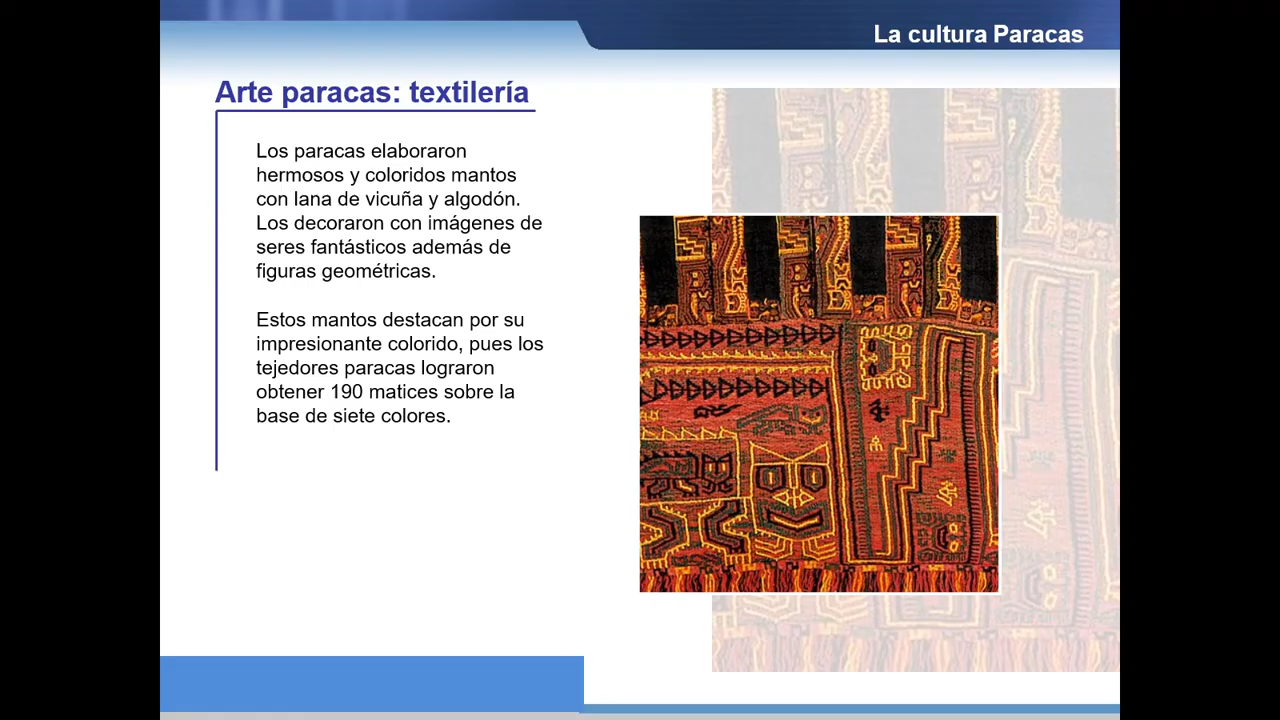 La cultura Paracas
Arte paracas: textilería
Los paracas elaboraron
hermosos y coloridos mantos
con lana de vicuña y algodón.
Los decoraron con imágenes de
seres fantásticos además de
figuras geométricas.
Estos mantos destacan por su
impresionante colorido, pues los
tejedores paracas lograron
obtener 190 matices sobre la
base de siete colores.